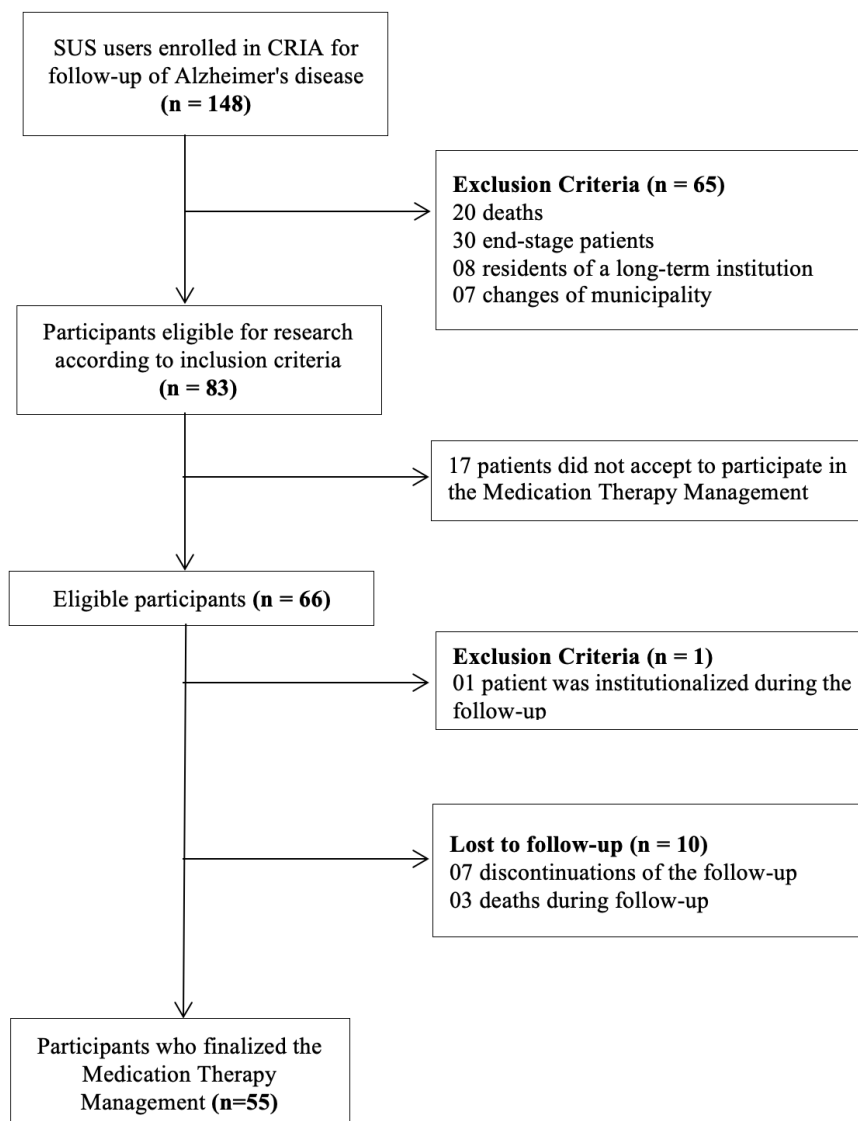 SUS users enrolled in CRIA for
follow-up of Alzheimer's disease
(n = 148)
Exclusion Criteria (n = 65)
20 deaths
30 end-stage patients
08 residents of a long-term institution
07 changes of municipality
Participants eligible for research
according to inclusion criteria
(n = 83)
17 patients did not accept to participate in
the Medication Therapy Management
Eligible participants (n = 66)
Exclusion Criteria (n = 1)
01 patient was institutionalized during the
follow-up
Lost to follow-up (n = 10)
07 discontinuations of the follow-up
03 deaths during follow-up
Participants who finalized the
Medication Therapy
Management (n=55)